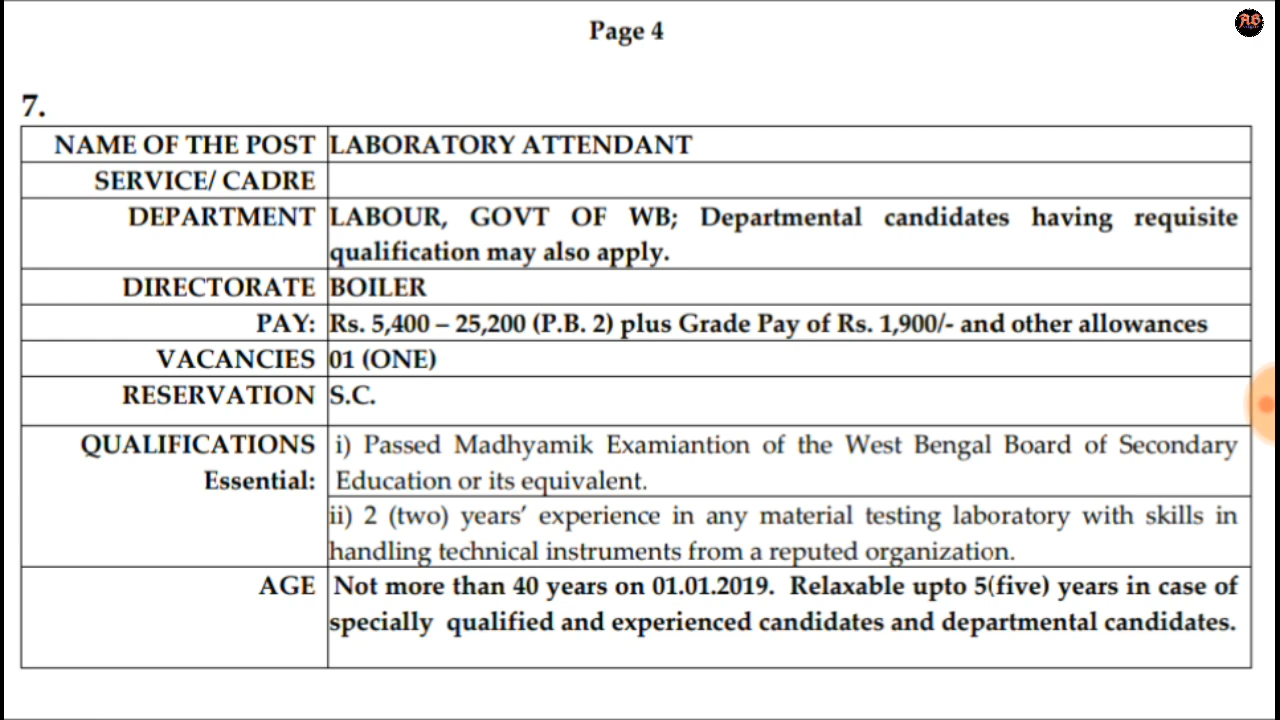 Page 4
AB
7.
NAME OF THE POST LABORATORY ATTENDANT
SERVICE/ CADRE
DEPARTMENT LABOUR, GOVT OF WB; Departmental candidates having requisite
qualification may also apply.
DIRECTORATE BOILER
PAY: Rs. 5,400 – 25,200 (P.B. 2) plus Grade Pay of Rs. 1,900/- and other allowances
VACANCIES 01 (ONE)
RESERVATION S.C.
QUALIFICATIONS i) Passed Madhyamik Examiantion of the West Bengal Board of Secondary
Essential: Education or its equivalent.
ii) 2 (two) years’ experience in any material testing laboratory with skills in
handling technical instruments from a reputed organization.
AGE Not more than 40 years on 01.01.2019. Relaxable upto 5(five) years in case of
specially qualified and experienced candidates and departmental candidates.